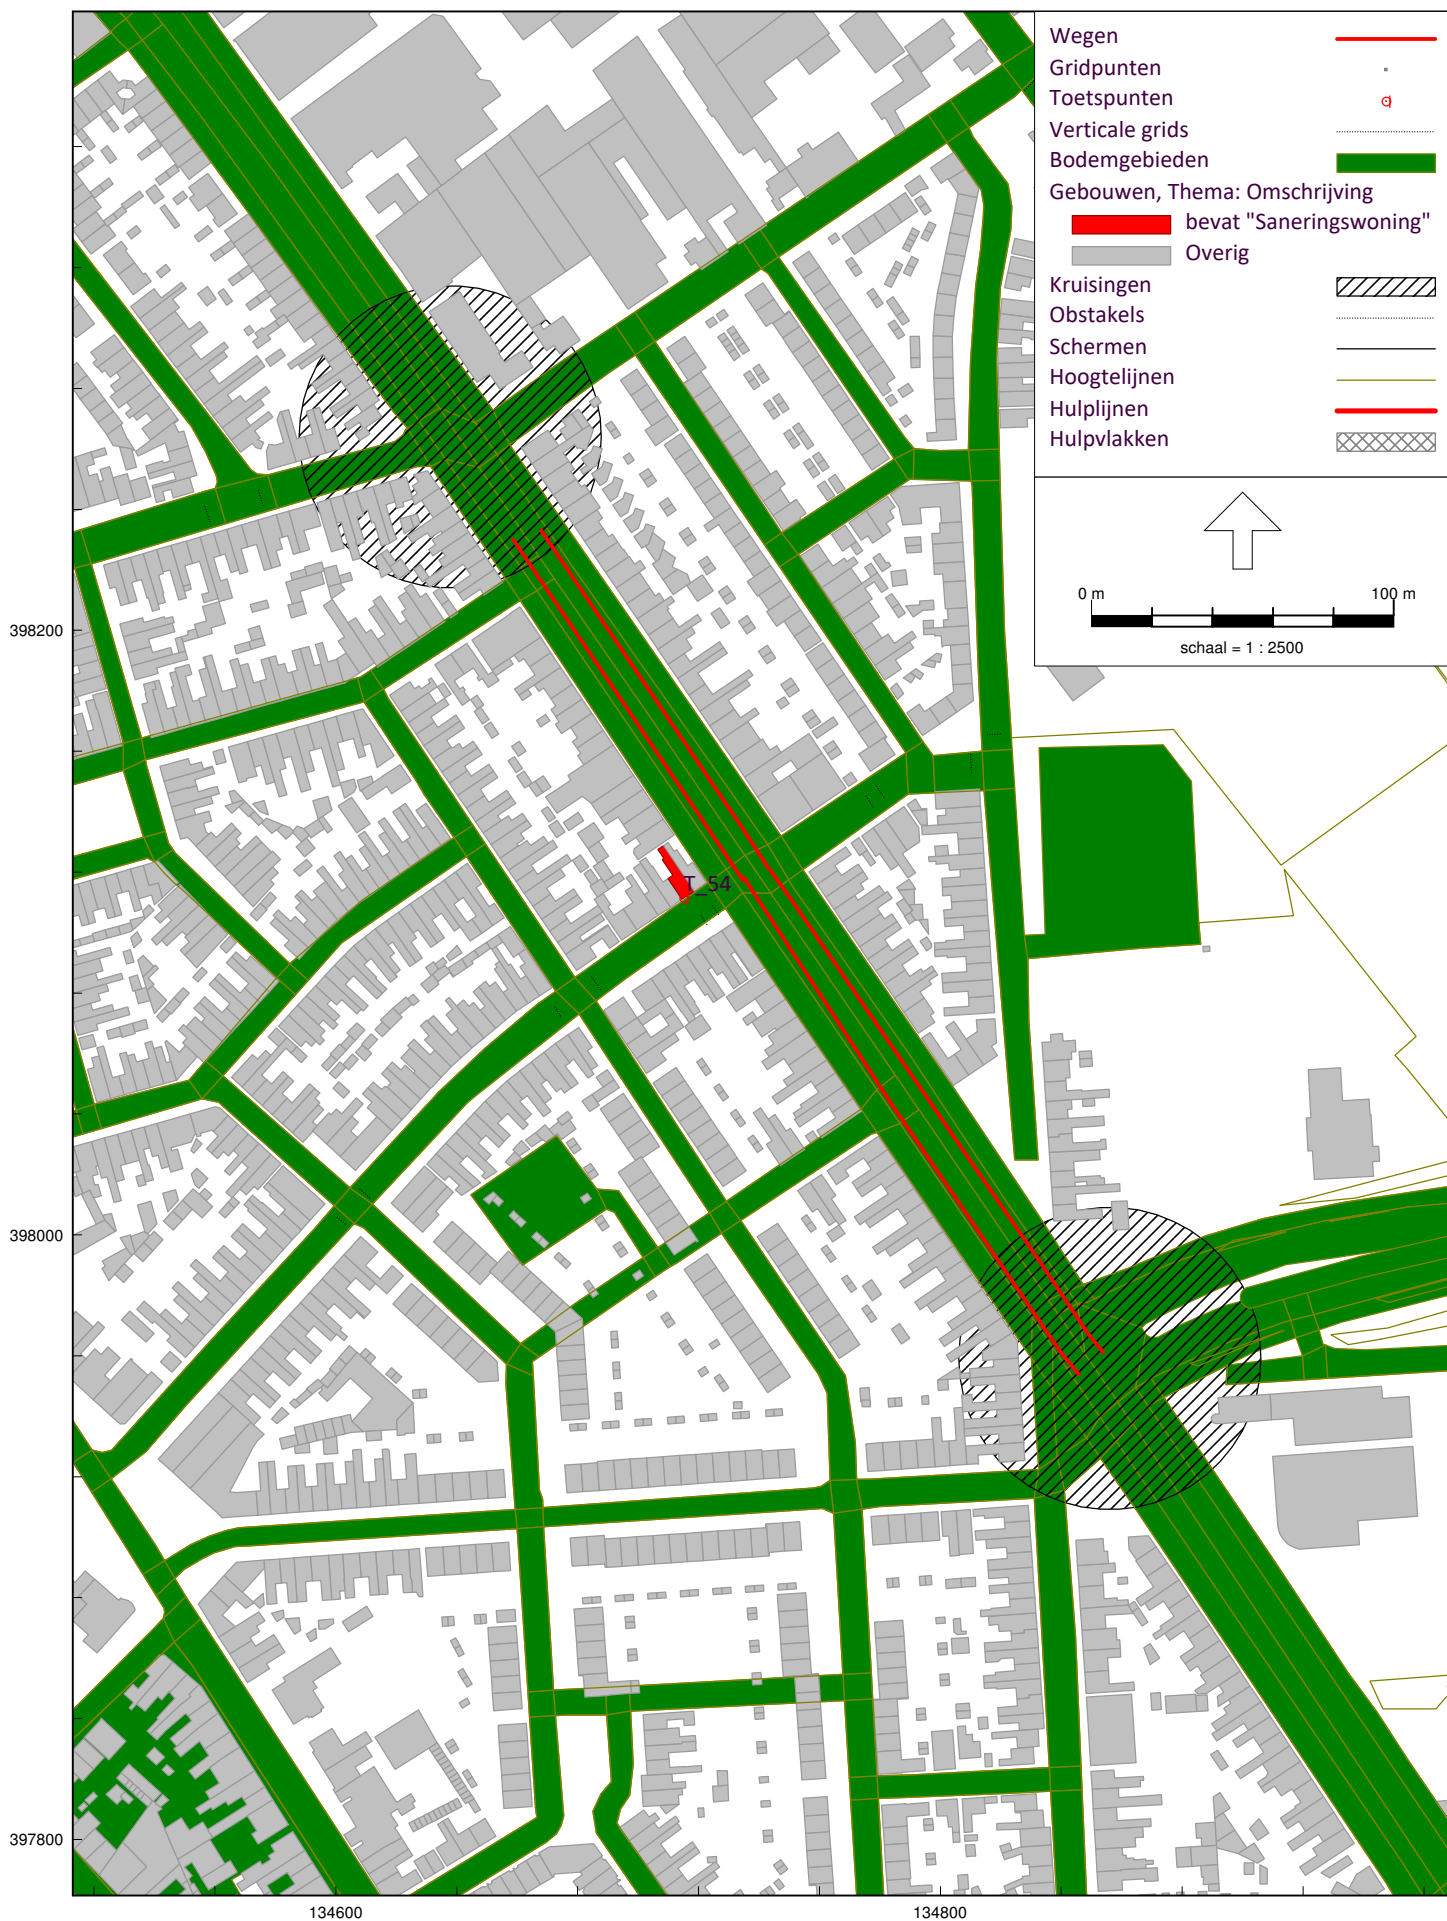 Wegen
Gridpunten
Toetspunten
Verticale grids
Bodemgebieden
Gebouwen, Thema: Omschrijving
bevat "Saneringswoning"
Overig
Kruisingen
Obstakels
Schermen
Hoogtelijnen
Hulplijnen
Hulpvlakken
0 m 100 m
schaal = 1 : 2500
398200
T_54
398000
397800
134600 134800